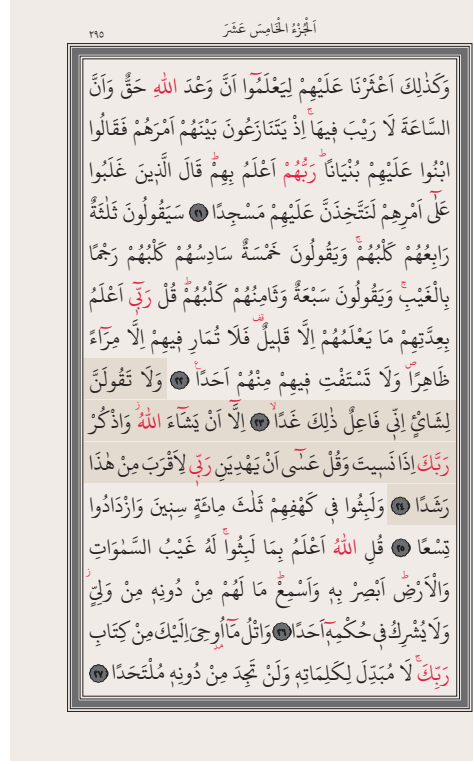 ٢٩٥ اَلْجُزْءُ الْخَامِسَ عَشَرَ
وَكَذٰلِكَ اَعْثَرْنَا عَلَيْهِمْ لِيَعْلَمُٓوا اَنَّ وَعْدَ اللّٰهِ حَقٌّ وَاَنَّ
السَّاعَةَ لَا رَيْبَ فٖيهَاۚ اِذْ يَتَنَازَعُونَ بَيْنَهُمْ اَمْرَهُمْ فَقَالُوا
ابْنُوا عَلَيْهِمْ بُنْيَانًاؕ رَبُّهُمْ اَعْلَمُ بِهِمْؕ قَالَ الَّذٖينَ غَلَبُوا
عَلٰٓى اَمْرِهِمْ لَنَتَّخِذَنَّ عَلَيْهِمْ مَسْجِدًا ﴿٢١﴾ سَيَقُولُونَ ثَلٰثَةٌ
رَابِعُهُمْ كَلْبُهُمْۚ وَيَقُولُونَ خَمْسَةٌ سَادِسُهُمْ كَلْبُهُمْ رَجْمًا
بِالْغَيْبِۚ وَيَقُولُونَ سَبْعَةٌ وَثَامِنُهُمْ كَلْبُهُمْؕ قُلْ رَبّٖٓى اَعْلَمُ
بِعِدَّتِهِمْ مَا يَعْلَمُهُمْ اِلَّا قَلٖيلٌࣞ فَلَا تُمَارِ فٖيهِمْ اِلَّا مِرَٓاءً
ظَاهِرًاࣕ وَلَا تَسْتَفْتِ فٖيهِمْ مِنْهُمْ اَحَدًاࣖ ﴿٢٢﴾ وَلَا تَقُولَنَّ
لِشَا۬یْءٍ اِنّٖى فَاعِلٌ ذٰلِكَ غَدًاۙ ﴿٢٣﴾ اِلَّٓا اَنْ يَشَٓاءَ اللّٰهُؗ وَاذْكُرْ
رَبَّكَ اِذَا نَسٖيتَ وَقُلْ عَسٰٓى اَنْ يَهْدِيَنِ رَبّٖى لِاَقْرَبَ مِنْ هٰذَا
رَشَدًا ﴿٢٤﴾ وَلَبِثُوا فٖى كَهْفِهِمْ ثَلٰثَ مِائَةٍ سِنٖينَ وَازْدَادُوا
تِسْعًا ﴿٢٥﴾ قُلِ اللّٰهُ اَعْلَمُ بِمَا لَبِثُواۚ لَهُ غَيْبُ السَّمٰوَاتِ
وَالْاَرْضِؕ اَبْصِرْ بِهٖ وَاَسْمِعْؕ مَا لَهُمْ مِنْ دُونِهٖ مِنْ وَلِيٍّؗ
وَلَا يُشْرِكُ فٖى حُكْمِهٖٓ اَحَدًا ﴿٢٦﴾ وَاتْلُ مَٓا اُو۫حِىَ اِلَيْكَ مِنْ كِتَابِ
رَبِّكَۚ لَا مُبَدِّلَ لِكَلِمَاتِهٖ وَلَنْ تَجِدَ مِنْ دُونِهٖ مُلْتَحَدًا ﴿٢٧﴾